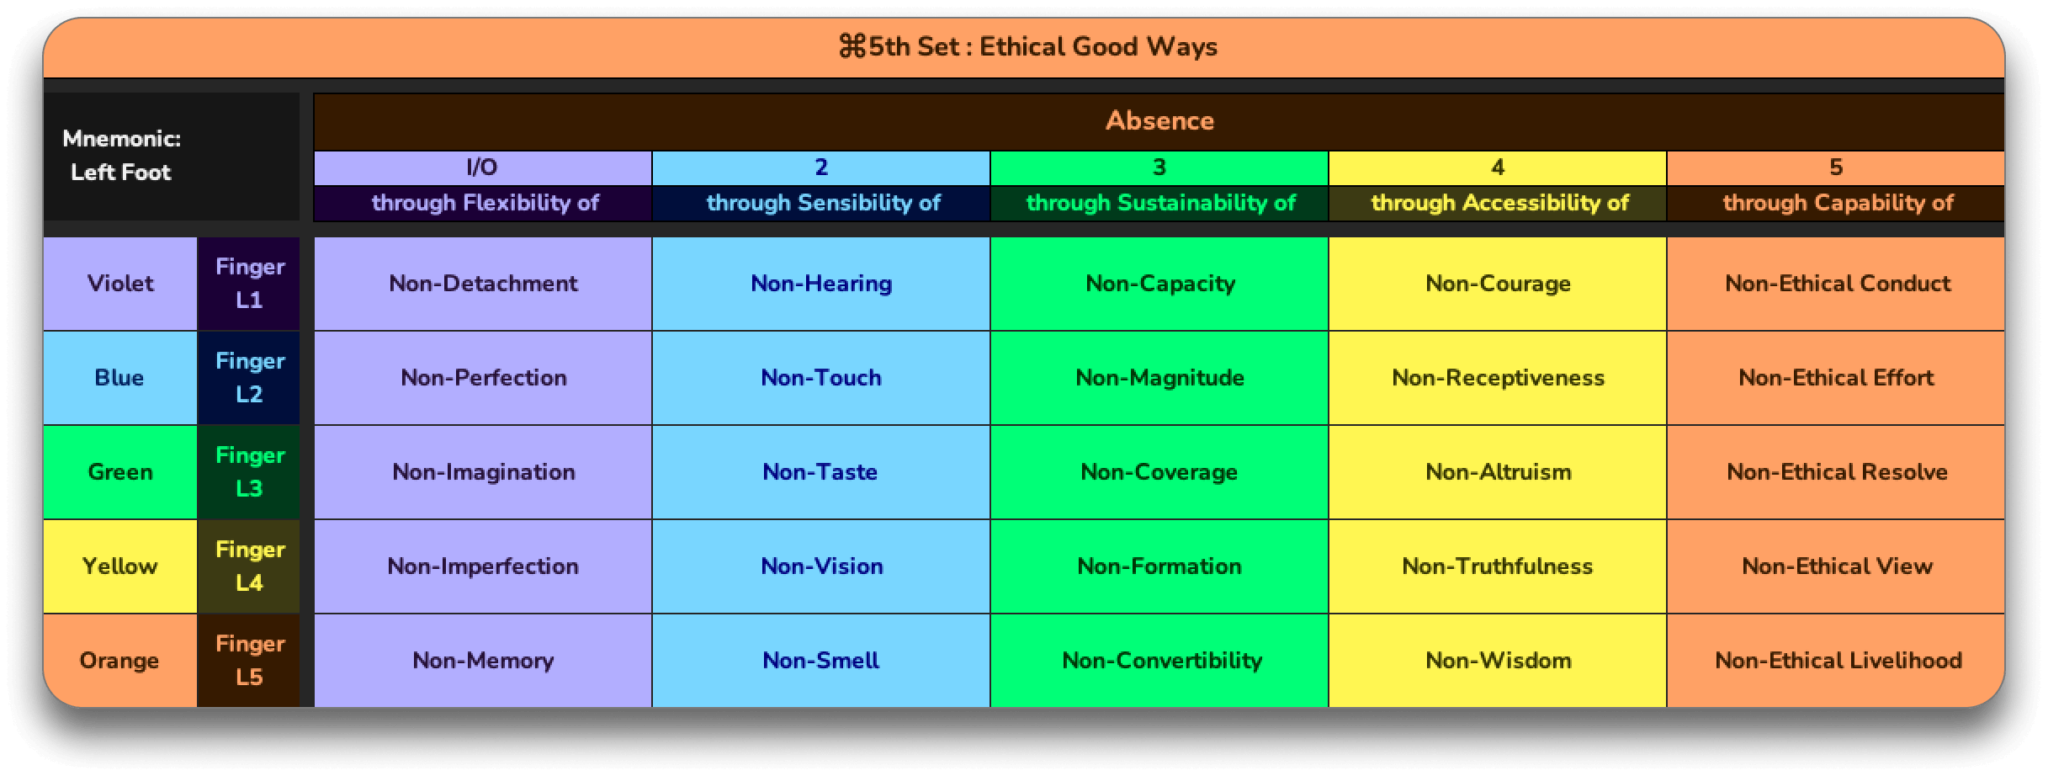 ⌘5th Set : Ethical Good Ways
Mnemonic:
Left Foot
Absence
I/O 2 3 4 5
through Flexibility of through Sensibility of through Sustainability of through Accessibility of through Capability of
Violet Finger L1 Non-Detachment Non-Hearing Non-Capacity Non-Courage Non-Ethical Conduct
Blue Finger L2 Non-Perfection Non-Touch Non-Magnitude Non-Receptiveness Non-Ethical Effort
Green Finger L3 Non-Imagination Non-Taste Non-Coverage Non-Altruism Non-Ethical Resolve
Yellow Finger L4 Non-Imperfection Non-Vision Non-Formation Non-Truthfulness Non-Ethical View
Orange Finger L5 Non-Memory Non-Smell Non-Convertibility Non-Wisdom Non-Ethical Livelihood